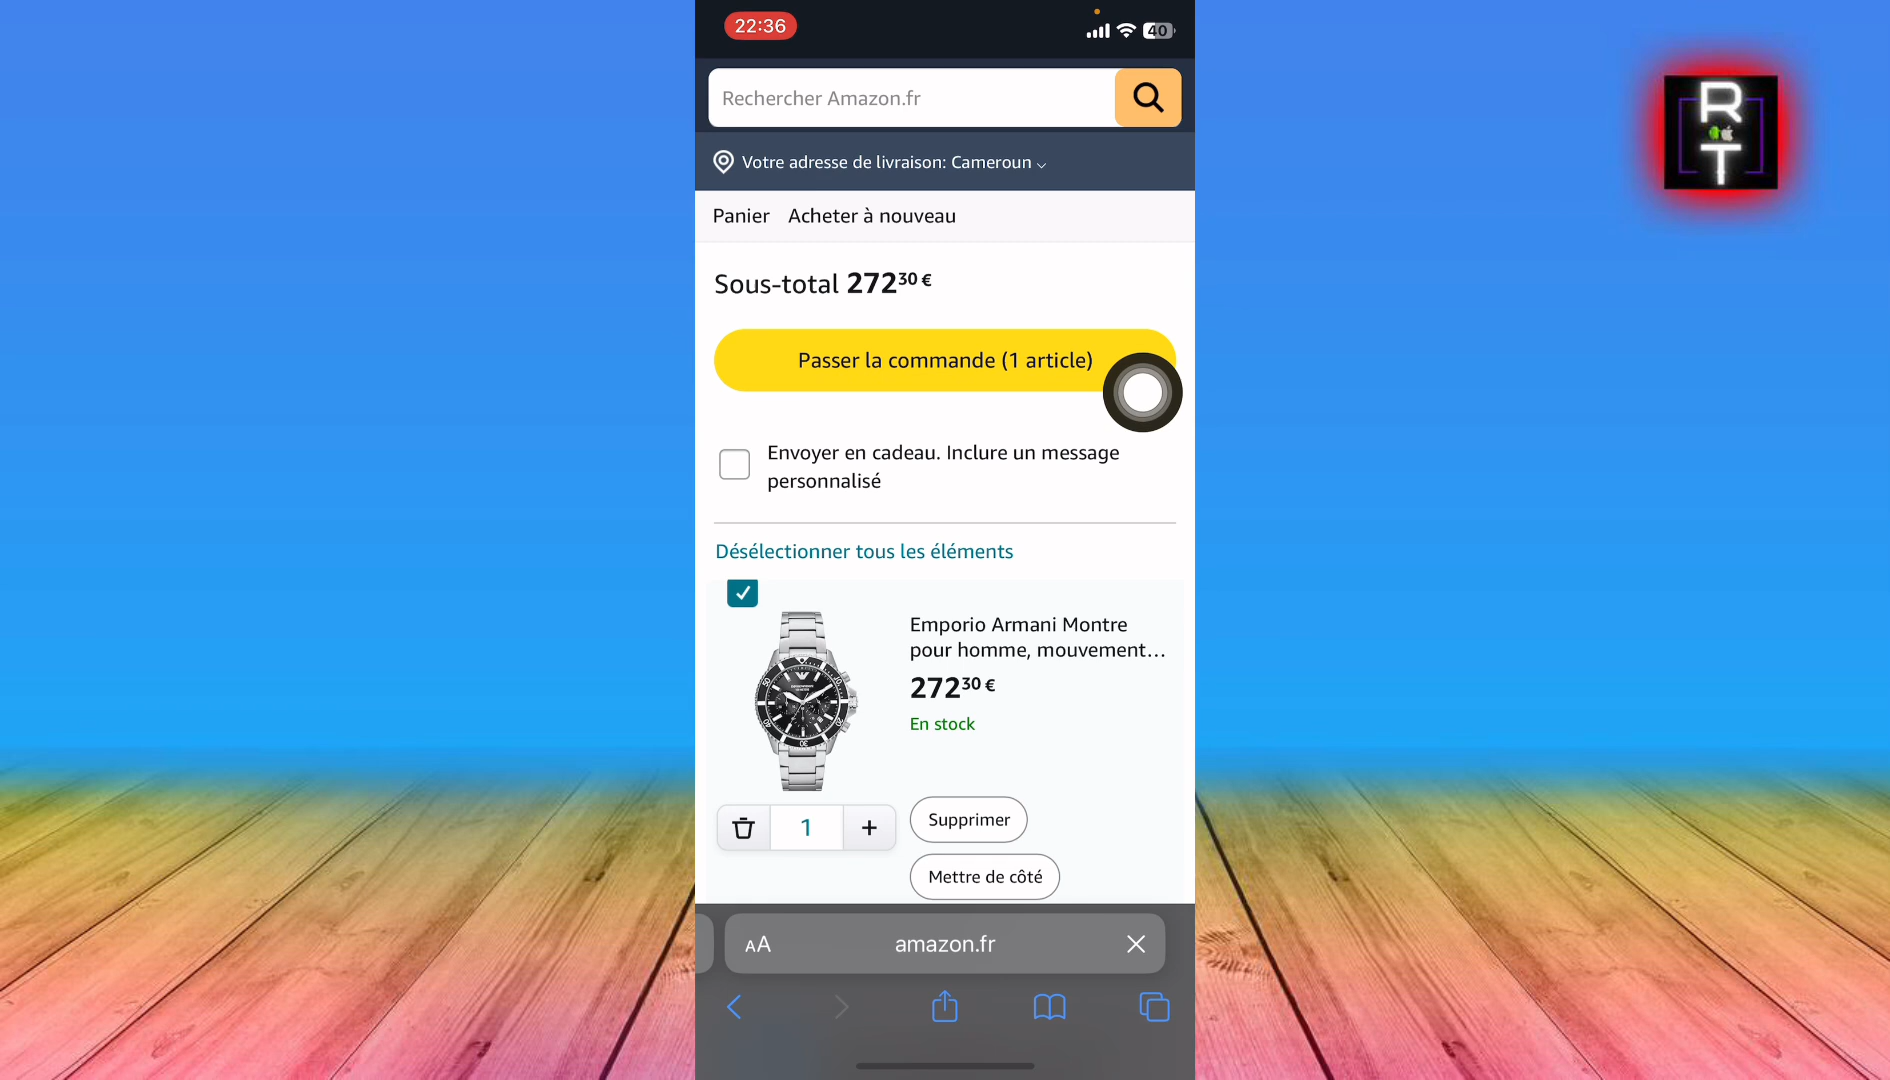 22:36
40
Rechercher Amazon.fr
Votre adresse de livraison: Cameroun
Panier Acheter à nouveau
Sous-total 272³⁰ €
Passer la commande (1 article)
Envoyer en cadeau. Inclure un message
personnalisé
Désélectionner tous les éléments
Emporio Armani Montre
pour homme, mouvement...
272³⁰ €
En stock
1 +
Supprimer
Mettre de côté
AA amazon.fr
R
T